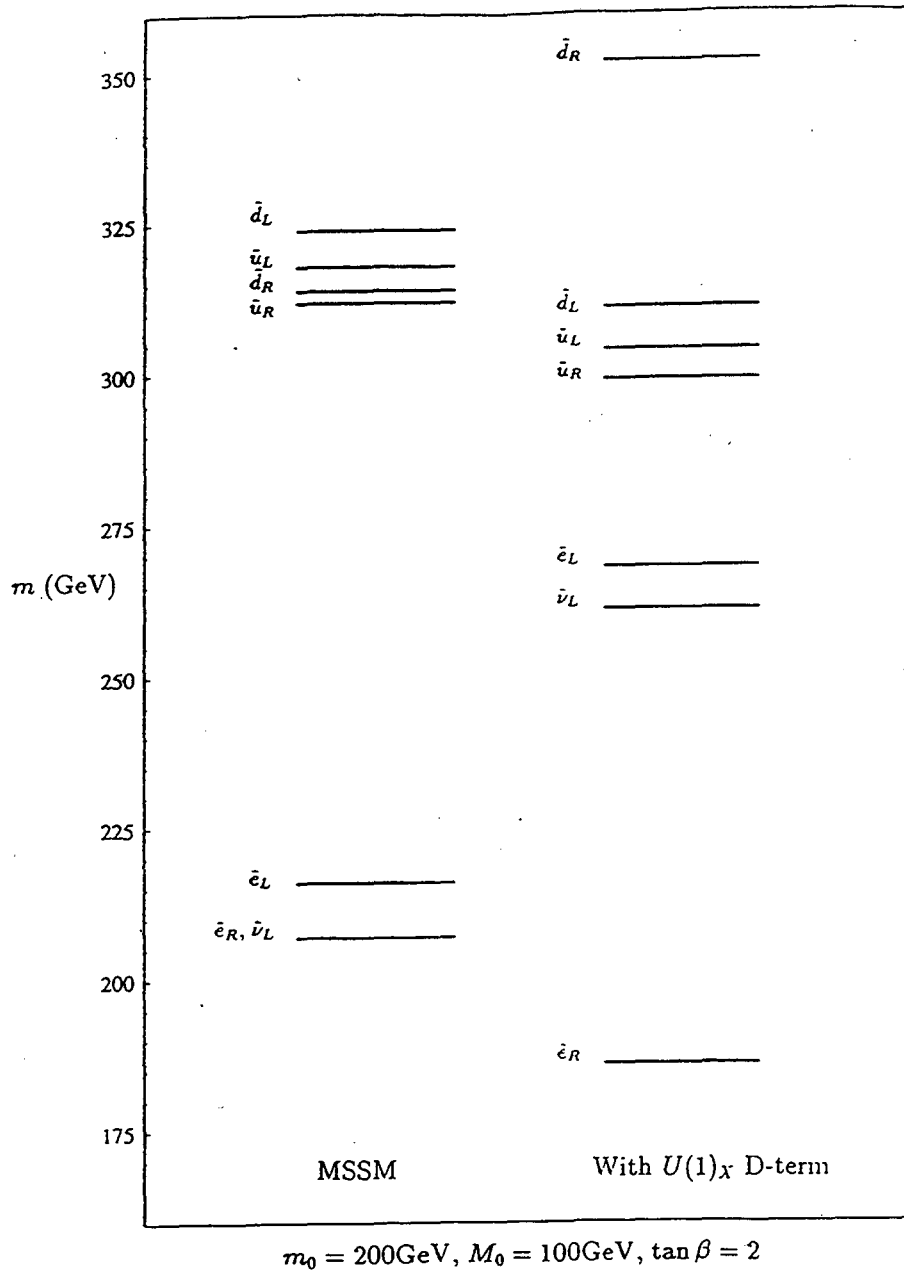 350
325
300
275
m (GeV)
250
225
200
175
d̃_L
ũ_L
d̃_R
ũ_R
ẽ_L
ẽ_R, ν̃_L
MSSM
d̃_R
d̃_L
ũ_L
ũ_R
ẽ_L
ν̃_L
ẽ_R
With U(1)_X D-term
m_0 = 200GeV, M_0 = 100GeV, tan β = 2